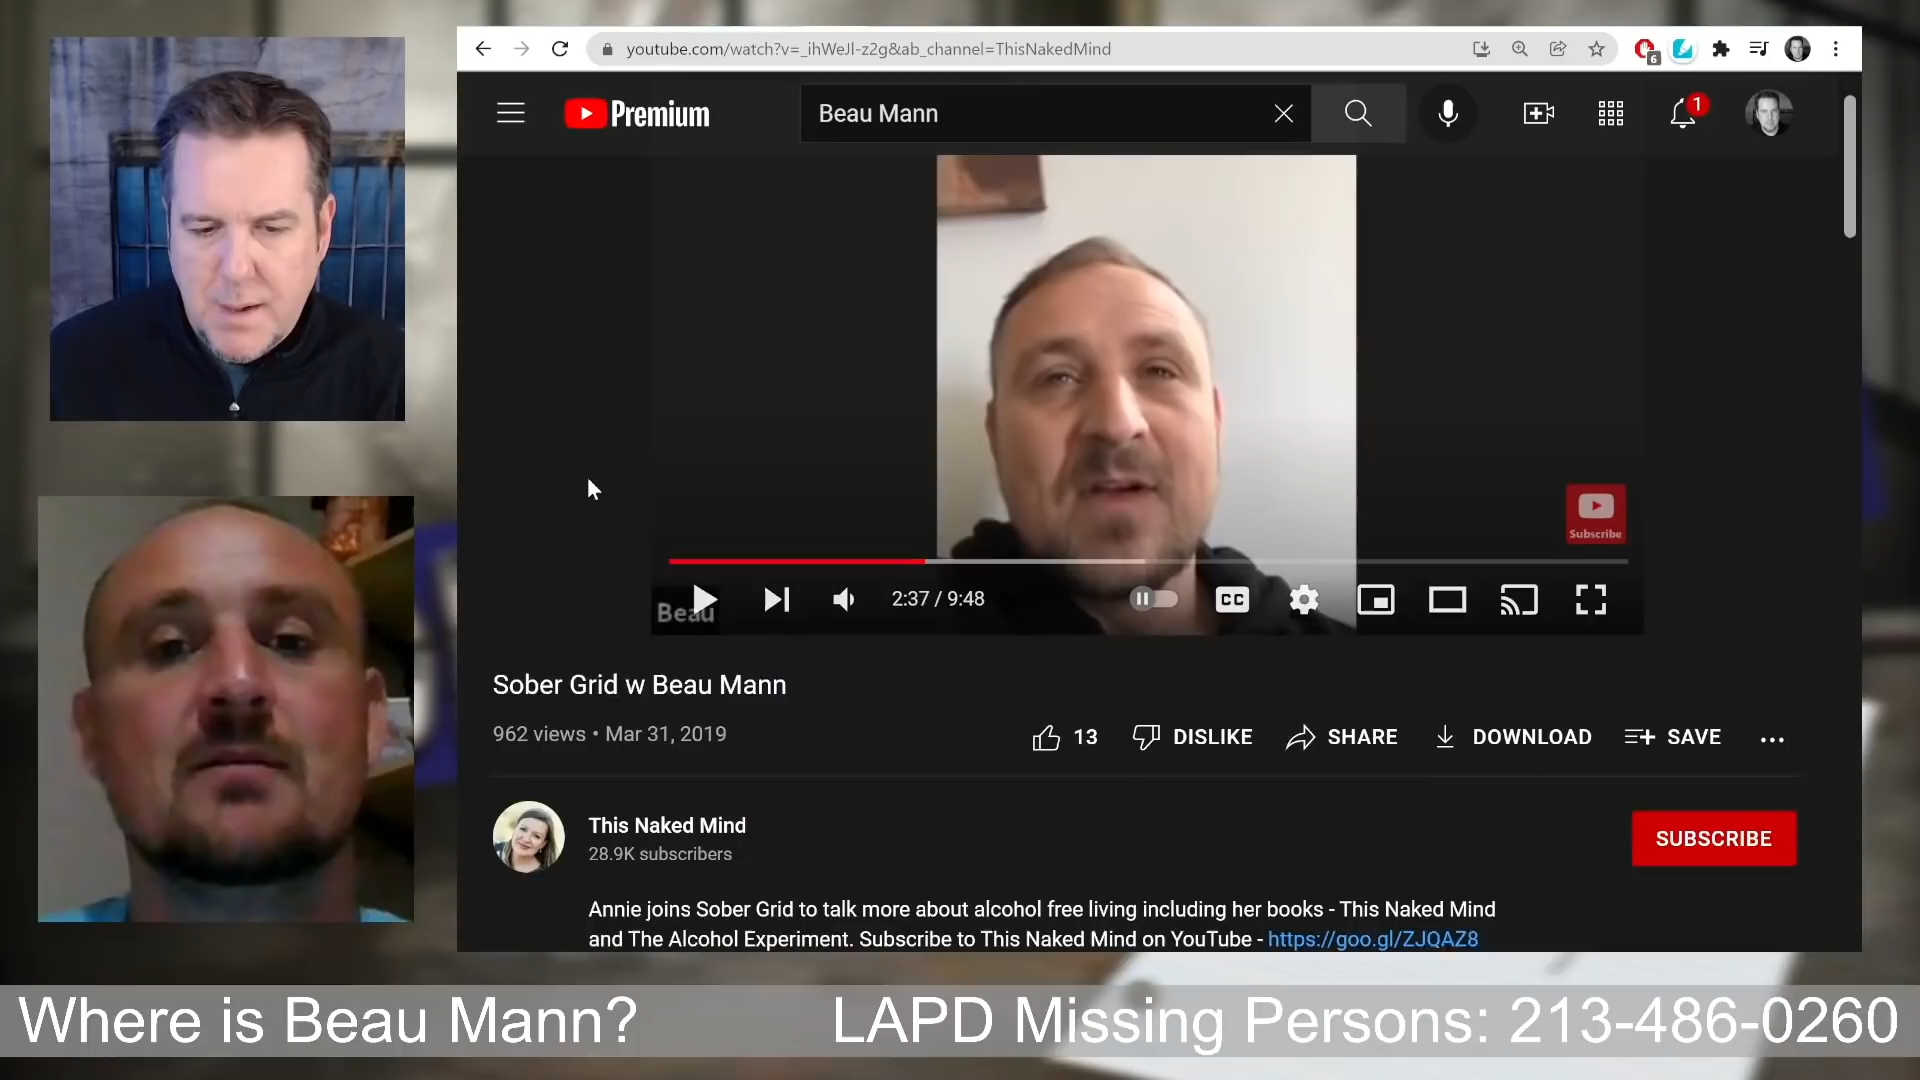 youtube.com/watch?v=_ihWeJl-z2g&ab_channel=ThisNakedMind
6
Premium
Beau Mann
1
Subscribe
2:37 / 9:48
CC
Beau
Sober Grid w Beau Mann
962 views • Mar 31, 2019
13 DISLIKE SHARE DOWNLOAD SAVE
This Naked Mind
28.9K subscribers
SUBSCRIBE
Annie joins Sober Grid to talk more about alcohol free living including her books - This Naked Mind
and The Alcohol Experiment. Subscribe to This Naked Mind on YouTube - https://goo.gl/ZJQAZ8
Where is Beau Mann? LAPD Missing Persons: 213-486-0260